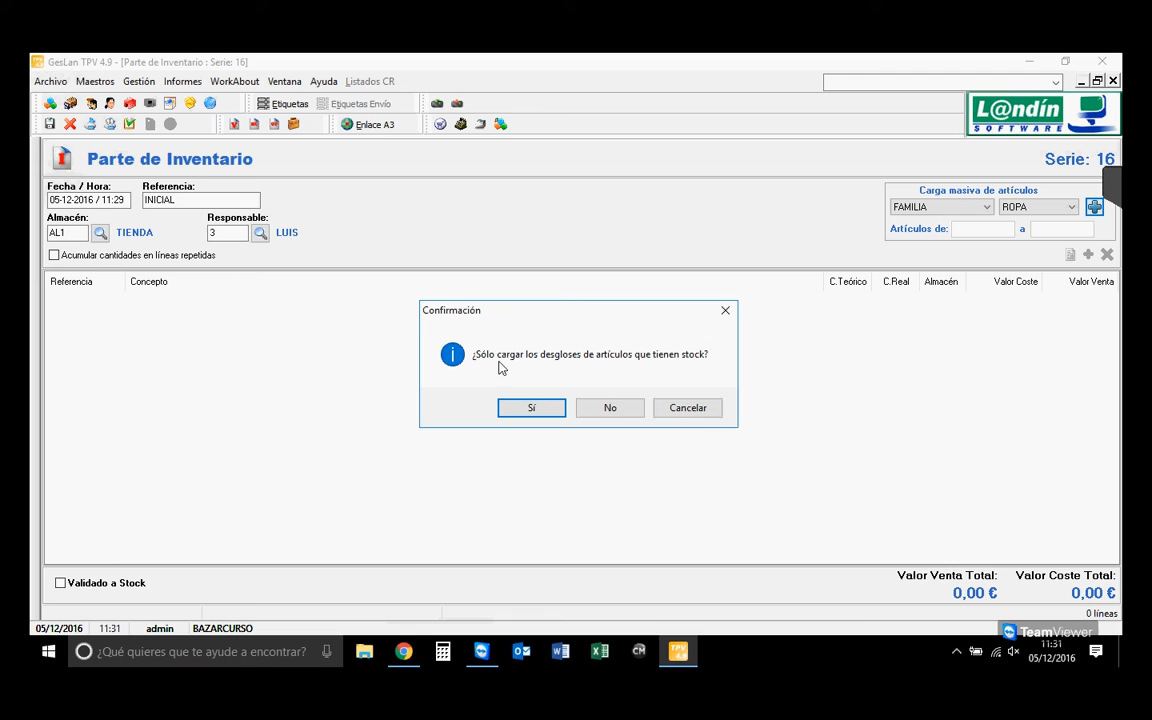 GesLan TPV 4.9 - [Parte de Inventario : Serie: 16]
Archivo Maestros Gestión Informes WorkAbout Ventana Ayuda Listados CR
Etiquetas Etiquetas Envío
Enlace A3
L@ndín
SOFTWARE
Parte de Inventario
Serie: 16
Fecha / Hora: Referencia:
05-12-2016 / 11:29 INICIAL
Almacén: Responsable:
AL1 TIENDA 3 LUIS
Acumular cantidades en líneas repetidas
Carga masiva de artículos
FAMILIA ROPA
Artículos de: a
Referencia Concepto C.Teórico C.Real Almacén Valor Coste Valor Venta
Confirmación
¿Sólo cargar los desgloses de artículos que tienen stock?
Sí No Cancelar
Validado a Stock
Valor Venta Total: Valor Coste Total:
0,00 € 0,00 €
0 líneas
05/12/2016 11:31 admin BAZARCURSO
TeamViewer
¿Qué quieres que te ayude a encontrar?
TPV
4.9
11:31
05/12/2016